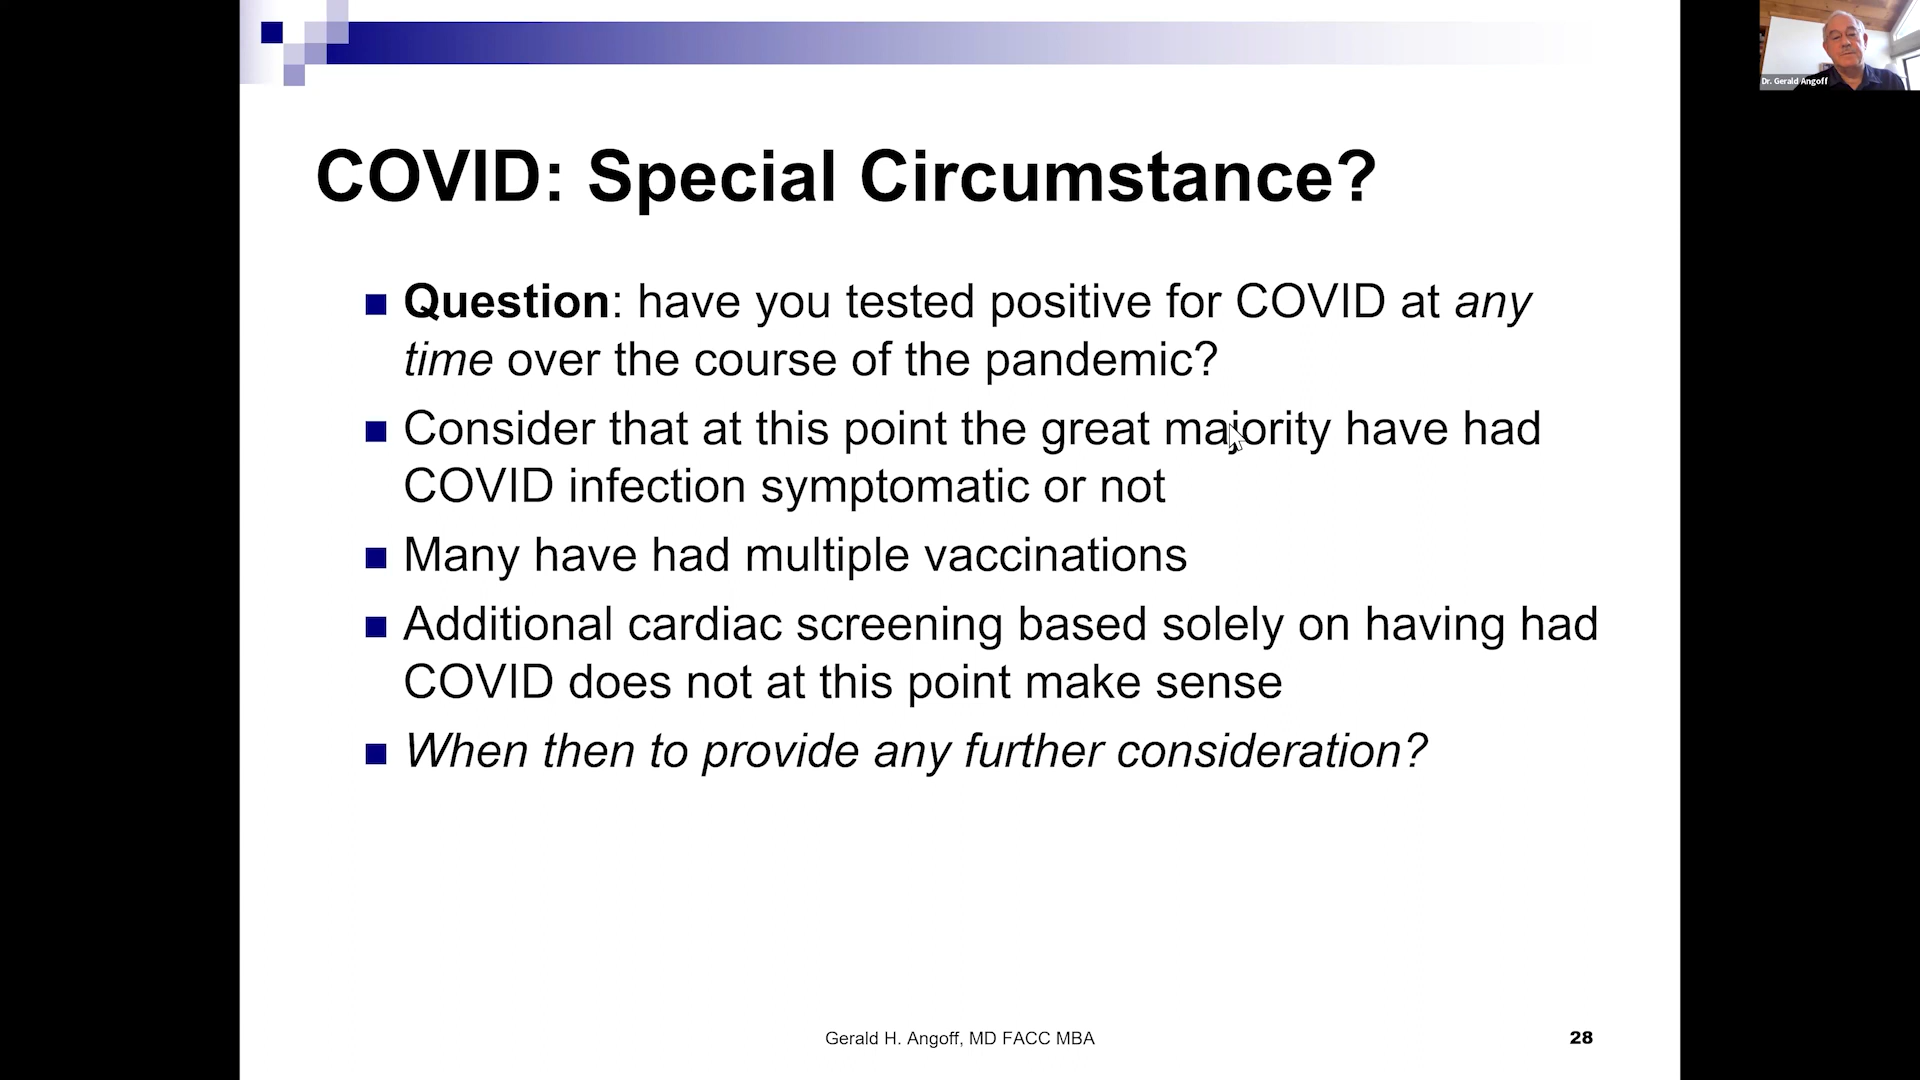 Dr. Gerald Angoff
COVID: Special Circumstance?
Question: have you tested positive for COVID at any
time over the course of the pandemic?
Consider that at this point the great majority have had
COVID infection symptomatic or not
Many have had multiple vaccinations
Additional cardiac screening based solely on having had
COVID does not at this point make sense
When then to provide any further consideration?
Gerald H. Angoff, MD FACC MBA
28